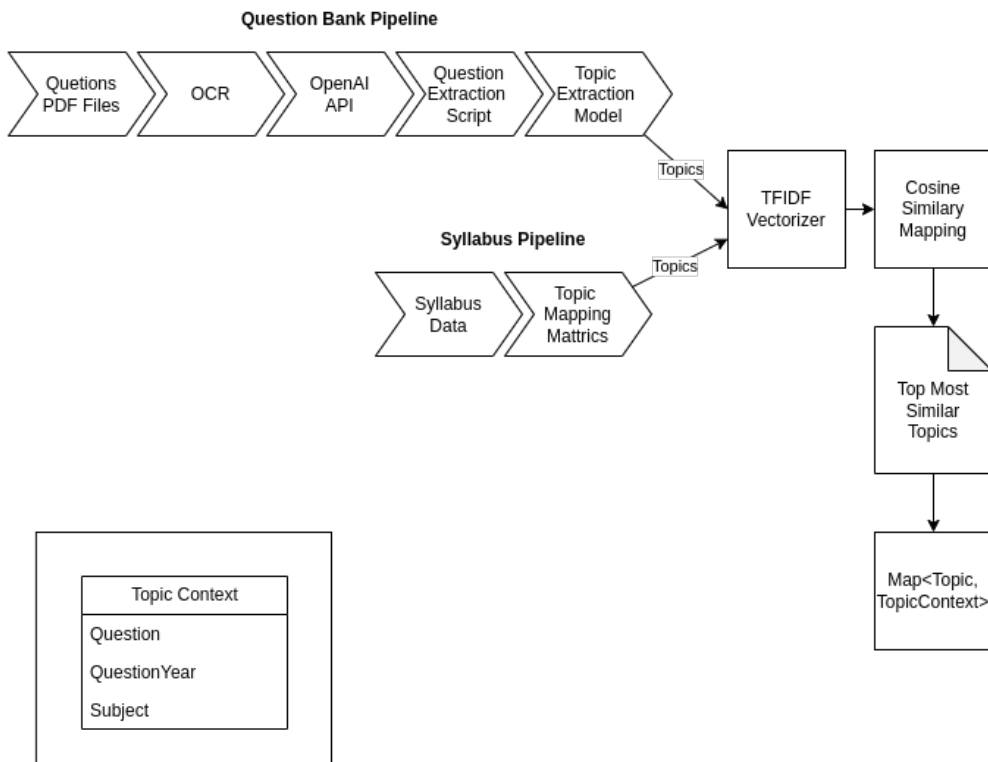 Question Bank Pipeline
Quetions
PDF Files
OCR
OpenAI
API
Question
Extraction
Script
Topic
Extraction
Model
Topics
TFIDF
Vectorizer
Cosine
Similary
Mapping
Syllabus Pipeline
Topics
Syllabus
Data
Topic
Mapping
Mattrics
Top Most
Similar
Topics
Map<Topic,
TopicContext>
Topic Context
Question
QuestionYear
Subject